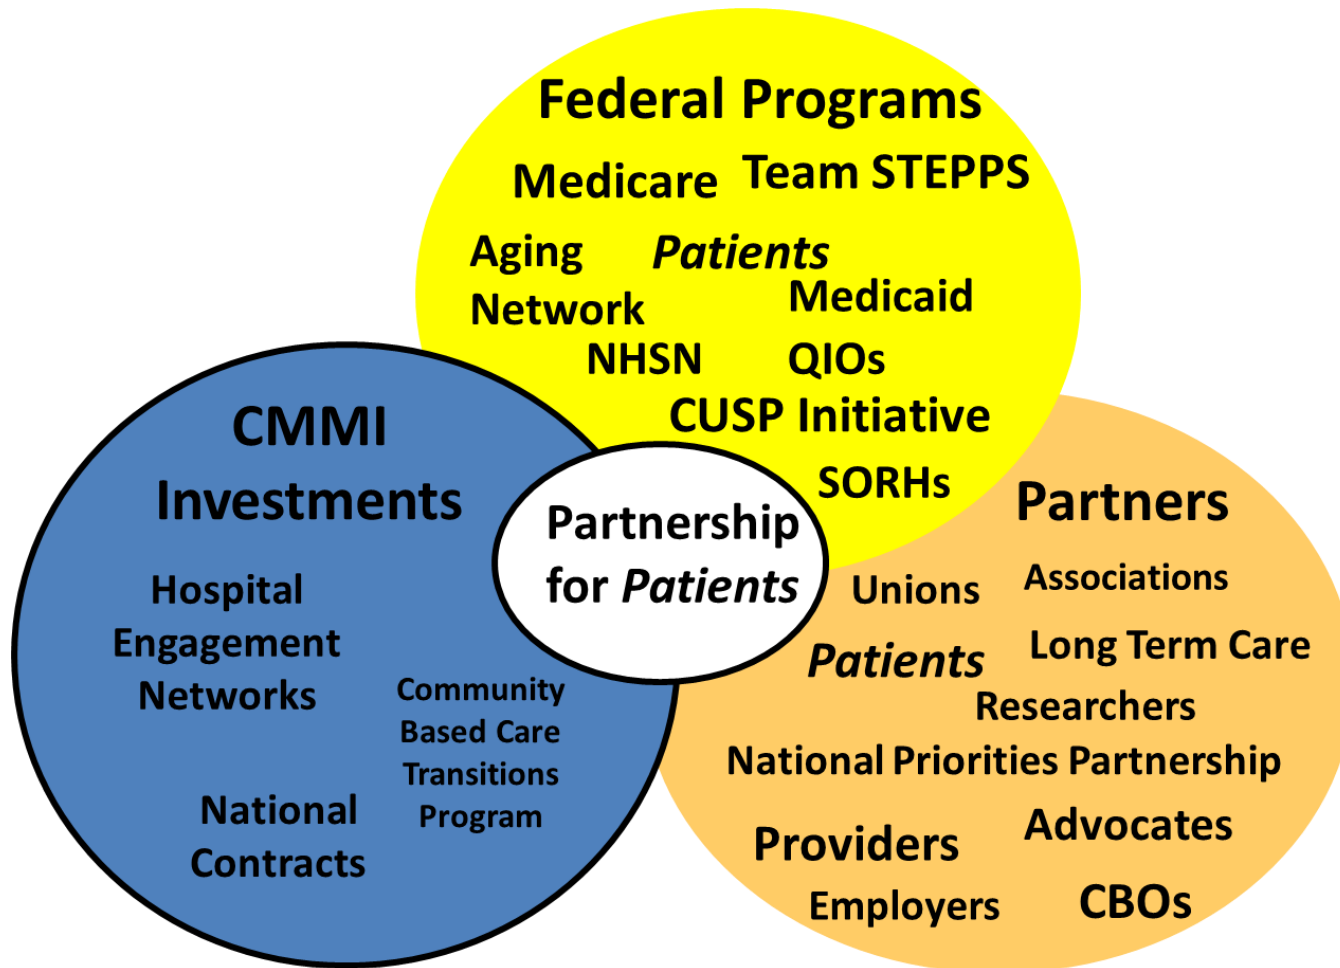 Federal Programs
Medicare
Team STEPPS
Aging
Network
Patients
Medicaid
NHSN
QIOs
CUSP Initiative
SORHs
CMMI
Investments
Hospital
Engagement
Networks
Community
Based Care
Transitions
Program
National
Contracts
Partnership
for Patients
Partners
Unions
Associations
Patients
Long Term Care
Researchers
National Priorities Partnership
Providers
Advocates
Employers
CBOs